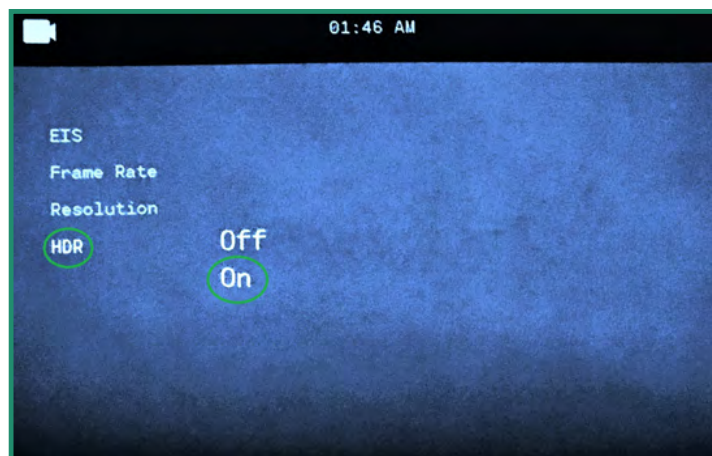 01:46 AM
EIS
Frame Rate
Resolution
HDR
Off
On